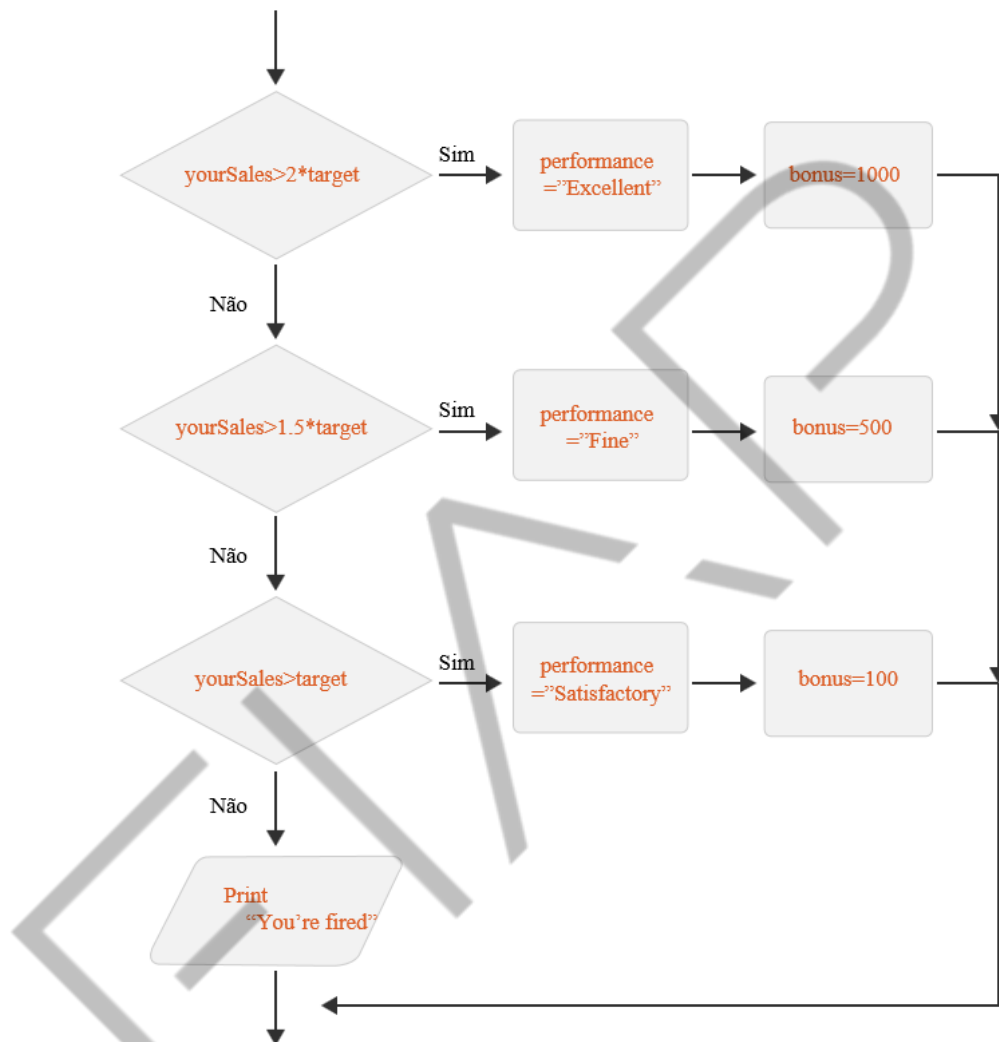 yourSales>2*target
Sim
performance
=”Excellent”
bonus=1000
Não
yourSales>1.5*target
Sim
performance
=”Fine”
bonus=500
Não
yourSales>target
Sim
performance
=”Satisfactory”
bonus=100
Não
Print
“You’re fired”
FIAP